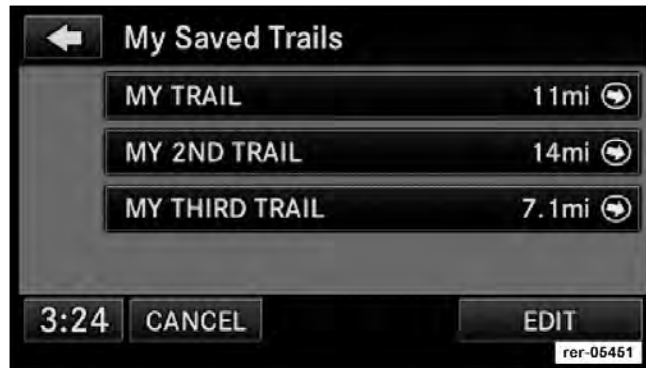 My Saved Trails
MY TRAIL 11mi
MY 2ND TRAIL 14mi
MY THIRD TRAIL 7.1mi
3:24 CANCEL EDIT
rer-05451